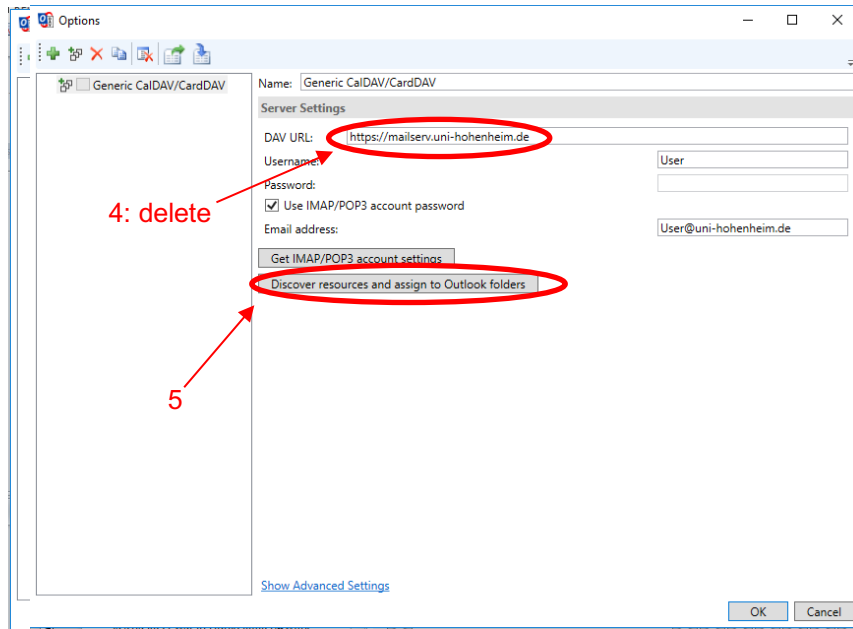 Options
Generic CalDAV/CardDAV
Name: Generic CalDAV/CardDAV
Server Settings
DAV URL: https://mailserv.uni-hohenheim.de
Username: User
Password:
4: delete
Use IMAP/POP3 account password
Email address: User@uni-hohenheim.de
Get IMAP/POP3 account settings
Discover resources and assign to Outlook folders
5
Show Advanced Settings
OK Cancel